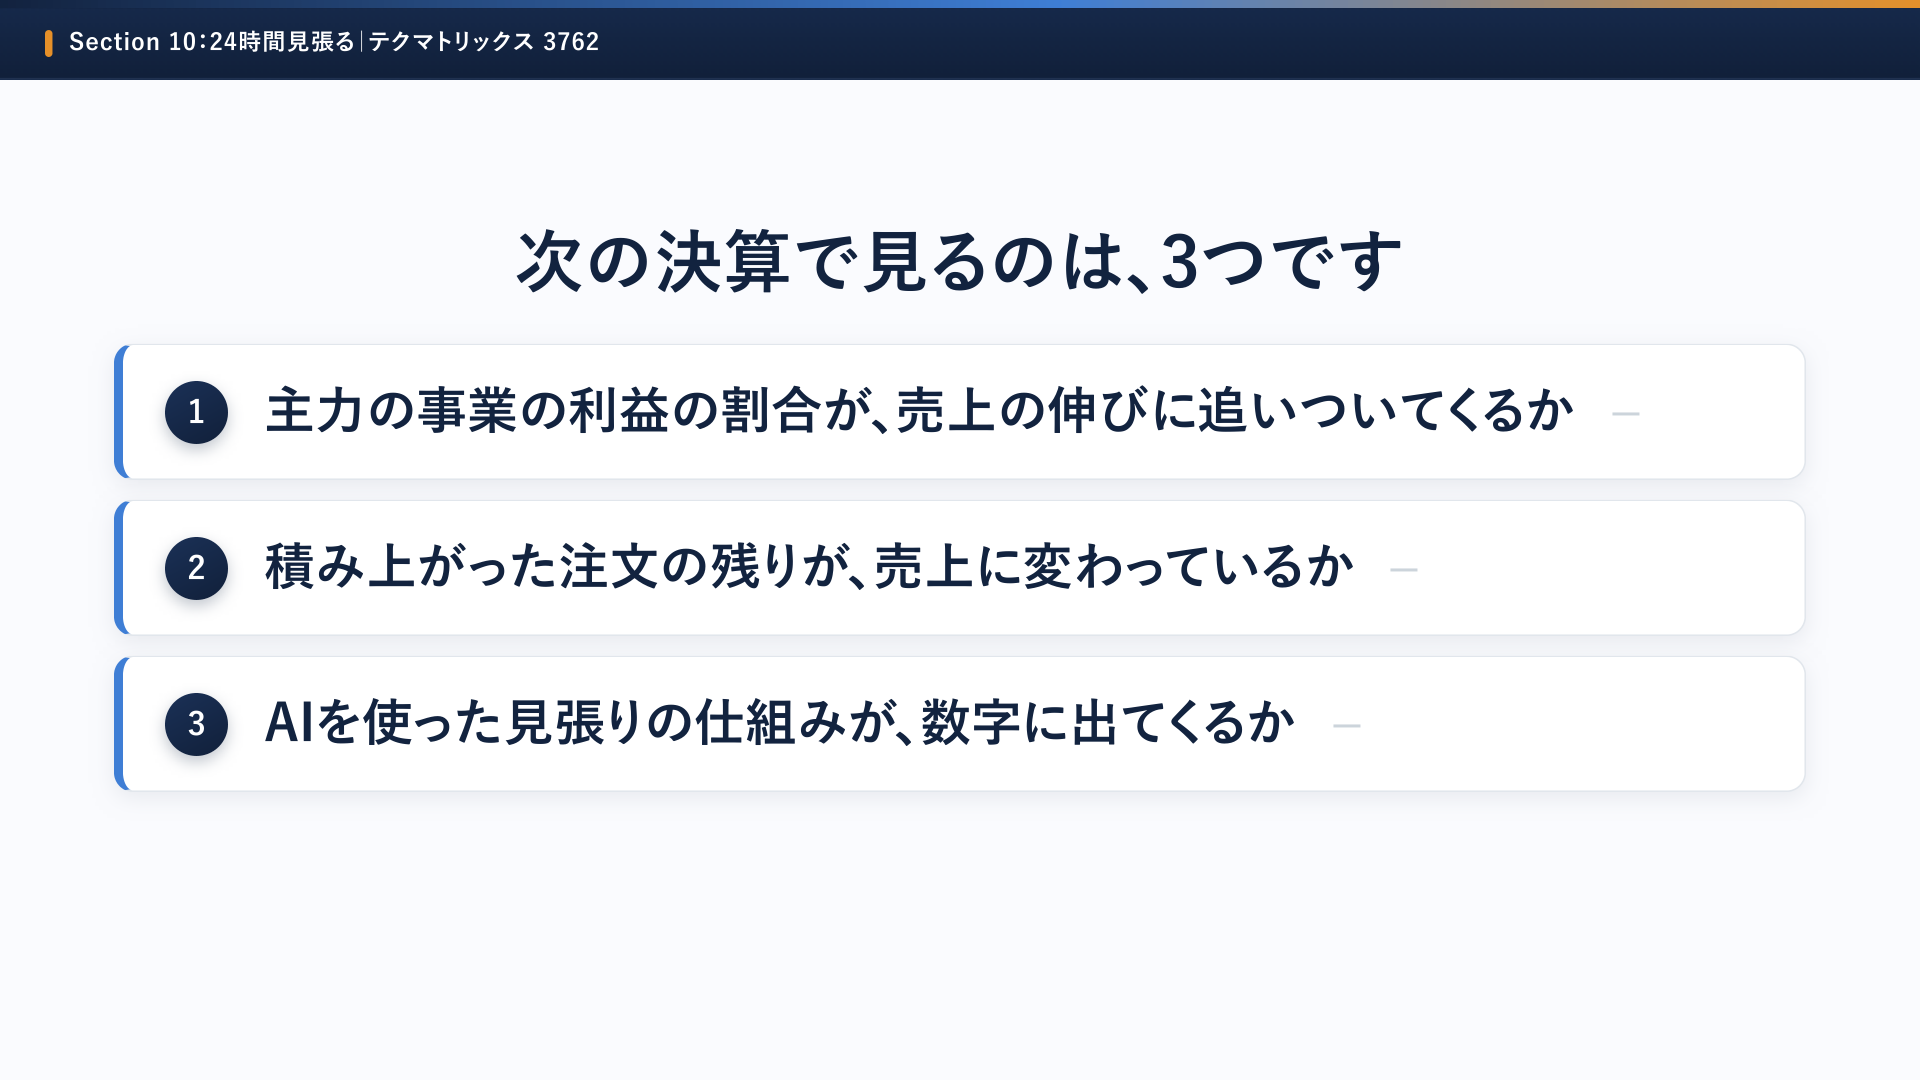 Section 10：24時間見張る｜テクマトリックス 3762
次の決算で見るのは、3つです
1 主力の事業の利益の割合が、売上の伸びに追いついてくるか —
2 積み上がった注文の残りが、売上に変わっているか —
3 AIを使った見張りの仕組みが、数字に出てくるか —